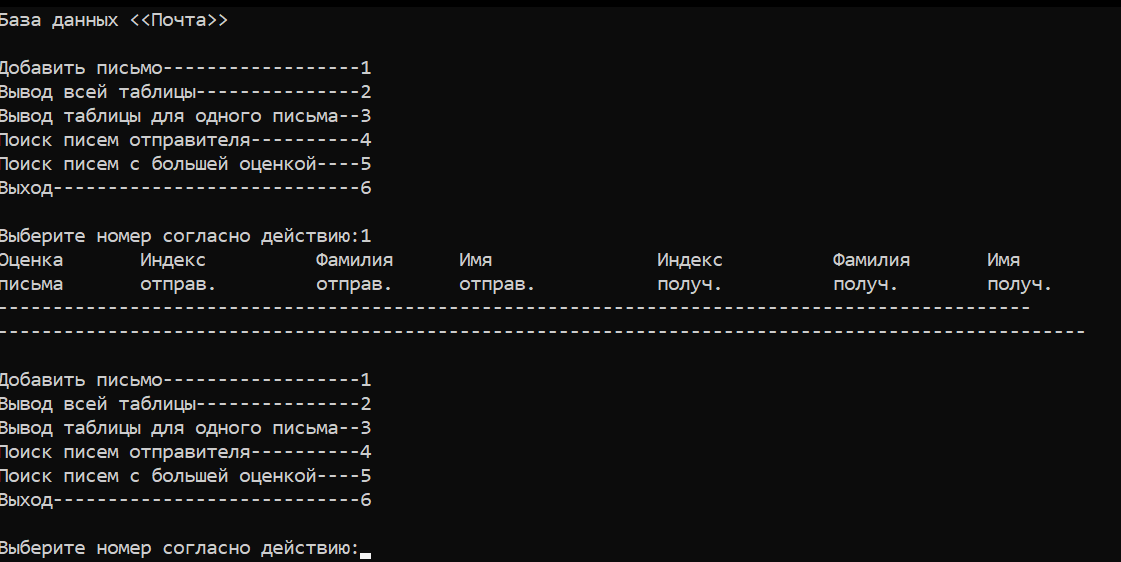 База данных <<Почта>>
Добавить письмо------------------1
Вывод всей таблицы---------------2
Вывод таблицы для одного письма--3
Поиск писем отправителя----------4
Поиск писем с большей оценкой----5
Выход----------------------------6
Выберите номер согласно действию:1
Оценка Индекс Фамилия Имя Индекс Фамилия Имя
письма отправ. отправ. отправ. получ. получ. получ.
----------------------------------------------------------------------------------------------
---------------------------------------------------------------------------------------------------
Добавить письмо------------------1
Вывод всей таблицы---------------2
Вывод таблицы для одного письма--3
Поиск писем отправителя----------4
Поиск писем с большей оценкой----5
Выход----------------------------6
Выберите номер согласно действию: